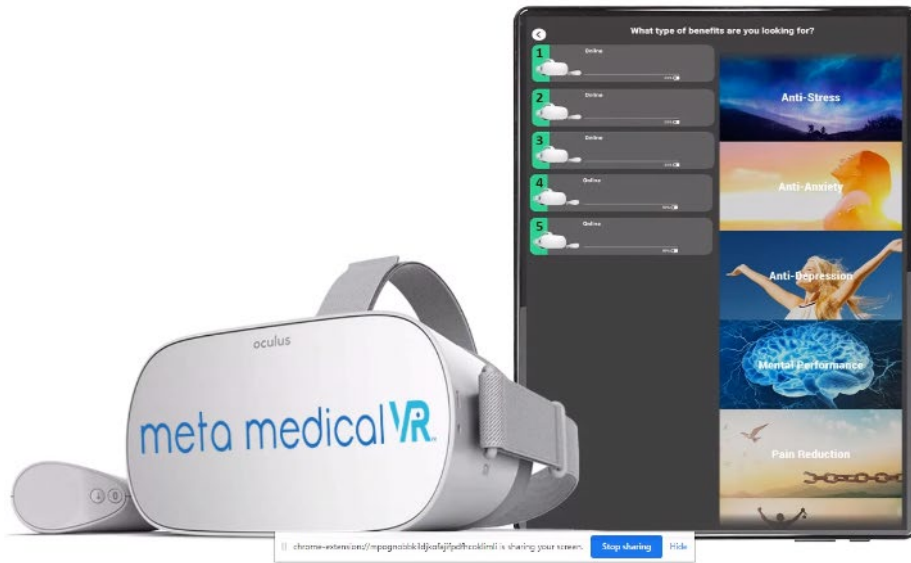 What type of benefits are you looking for?
1
Online
2
Online
3
Online
4
Online
5
Online
Anti-Stress
Anti-Anxiety
Anti-Depression
Mental Performance
Pain Reduction
oculus
meta medical VR
is sharing your screen.
Stop sharing
Hide